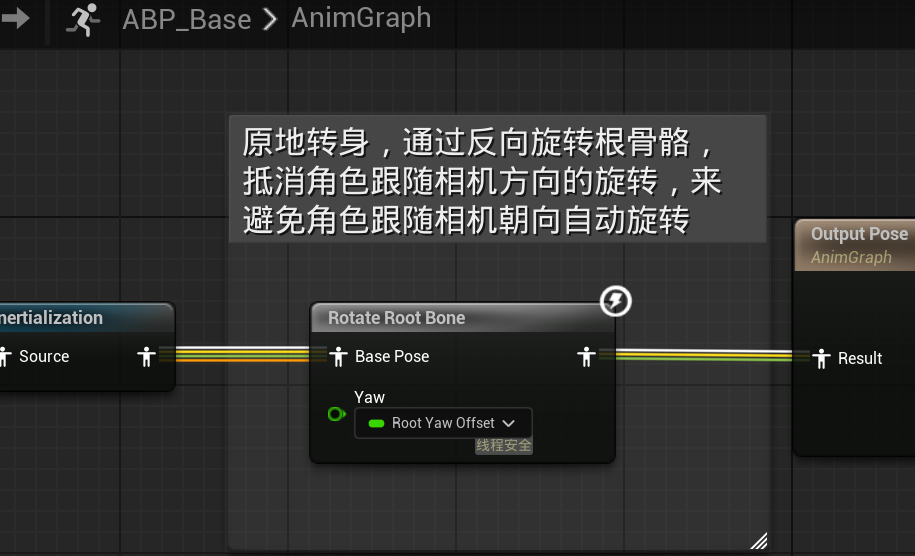 ABP_Base
AnimGraph
原地转身，通过反向旋转根骨骼，
抵消角色跟随相机方向的旋转，来
避免角色跟随相机朝向自动旋转
Output Pose
AnimGraph
nertialization
Rotate Root Bone
Source
Base Pose
Result
Yaw
Root Yaw Offset
线程安全